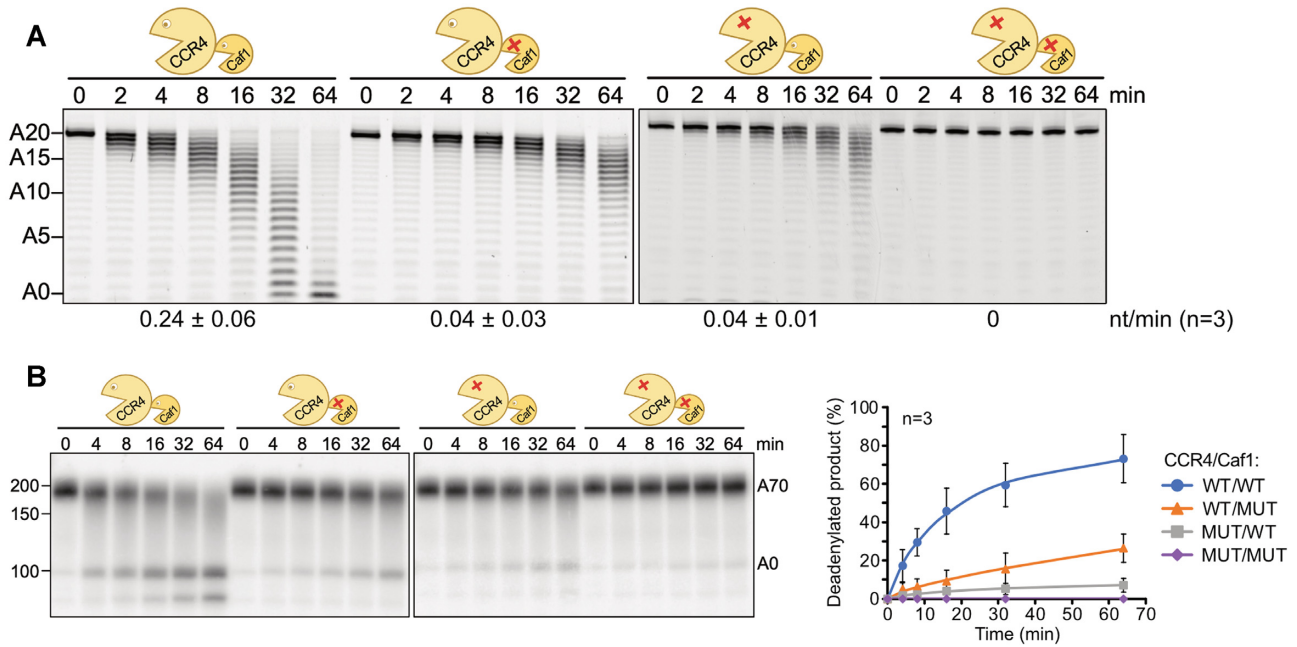 A
CCR4 Caf1 CCR4 Caf1 CCR4 Caf1 CCR4 Caf1
0 2 4 8 16 32 64 0 2 4 8 16 32 64 0 2 4 8 16 32 64 0 2 4 8 16 32 64 min
A20
A15
A10
A5
A0
0.24 ± 0.06 0.04 ± 0.03 0.04 ± 0.01 0 nt/min (n=3)
B
CCR4 Caf1 CCR4 Caf1 CCR4 Caf1 CCR4 Caf1
0 4 8 16 32 64 0 4 8 16 32 64 0 4 8 16 32 64 0 4 8 16 32 64 min
200 A70
150
100 A0
Deadenylated product (%)
100
80
60
40
20
0
n=3
0 10 20 30 40 50 60 70
Time (min)
CCR4/Caf1:
WT/WT
WT/MUT
MUT/WT
MUT/MUT